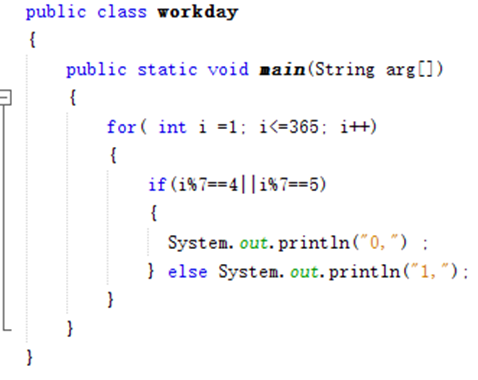 public class workday
{
public static void main(String arg[])
{
for( int i =1; i<=365; i++)
{
if(i%7==4||i%7==5)
{
System.out.println("0,") ;
} else System.out.println("1,");
}
}
}